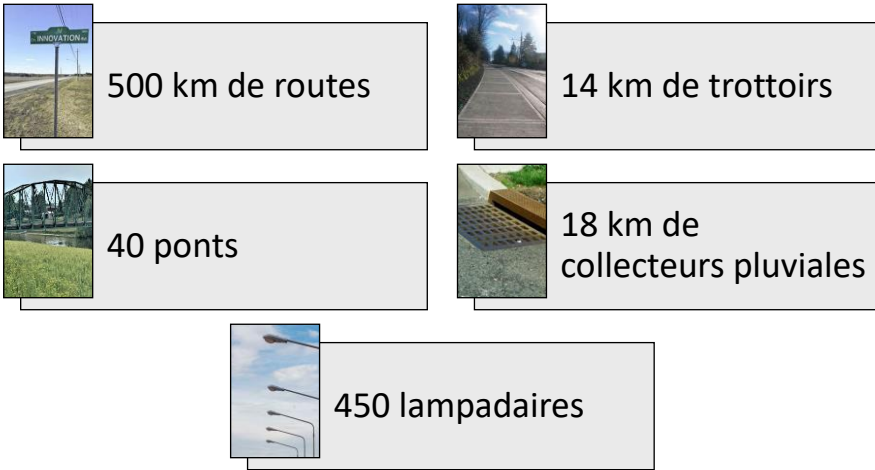 INNOVATION
500 km de routes
14 km de trottoirs
40 ponts
18 km de
collecteurs pluviales
450 lampadaires